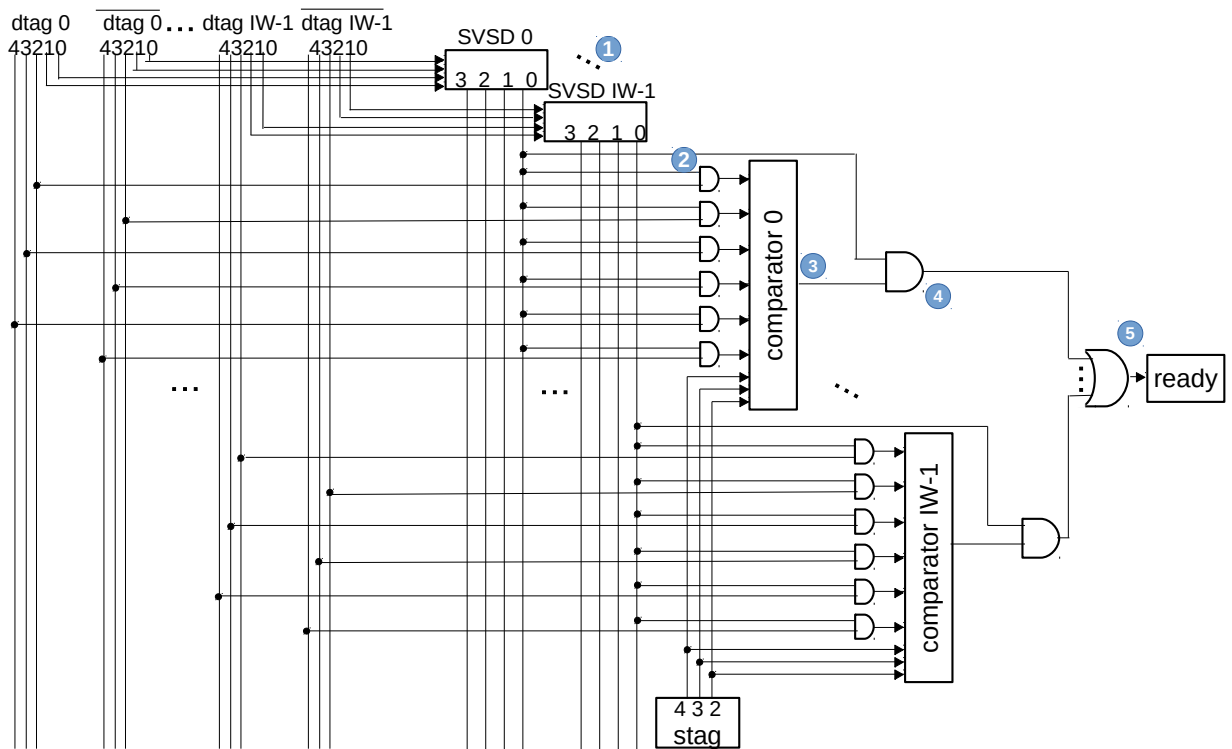 dtag 0 dtag 0 ... dtag IW-1 dtag IW-1
43210 43210 43210 43210
SVSD 0
...
1
3 2 1 0
SVSD IW-1
3 2 1 0
2
comparator 0
3
4
5
ready
... ... ...
comparator IW-1
4 3 2
stag